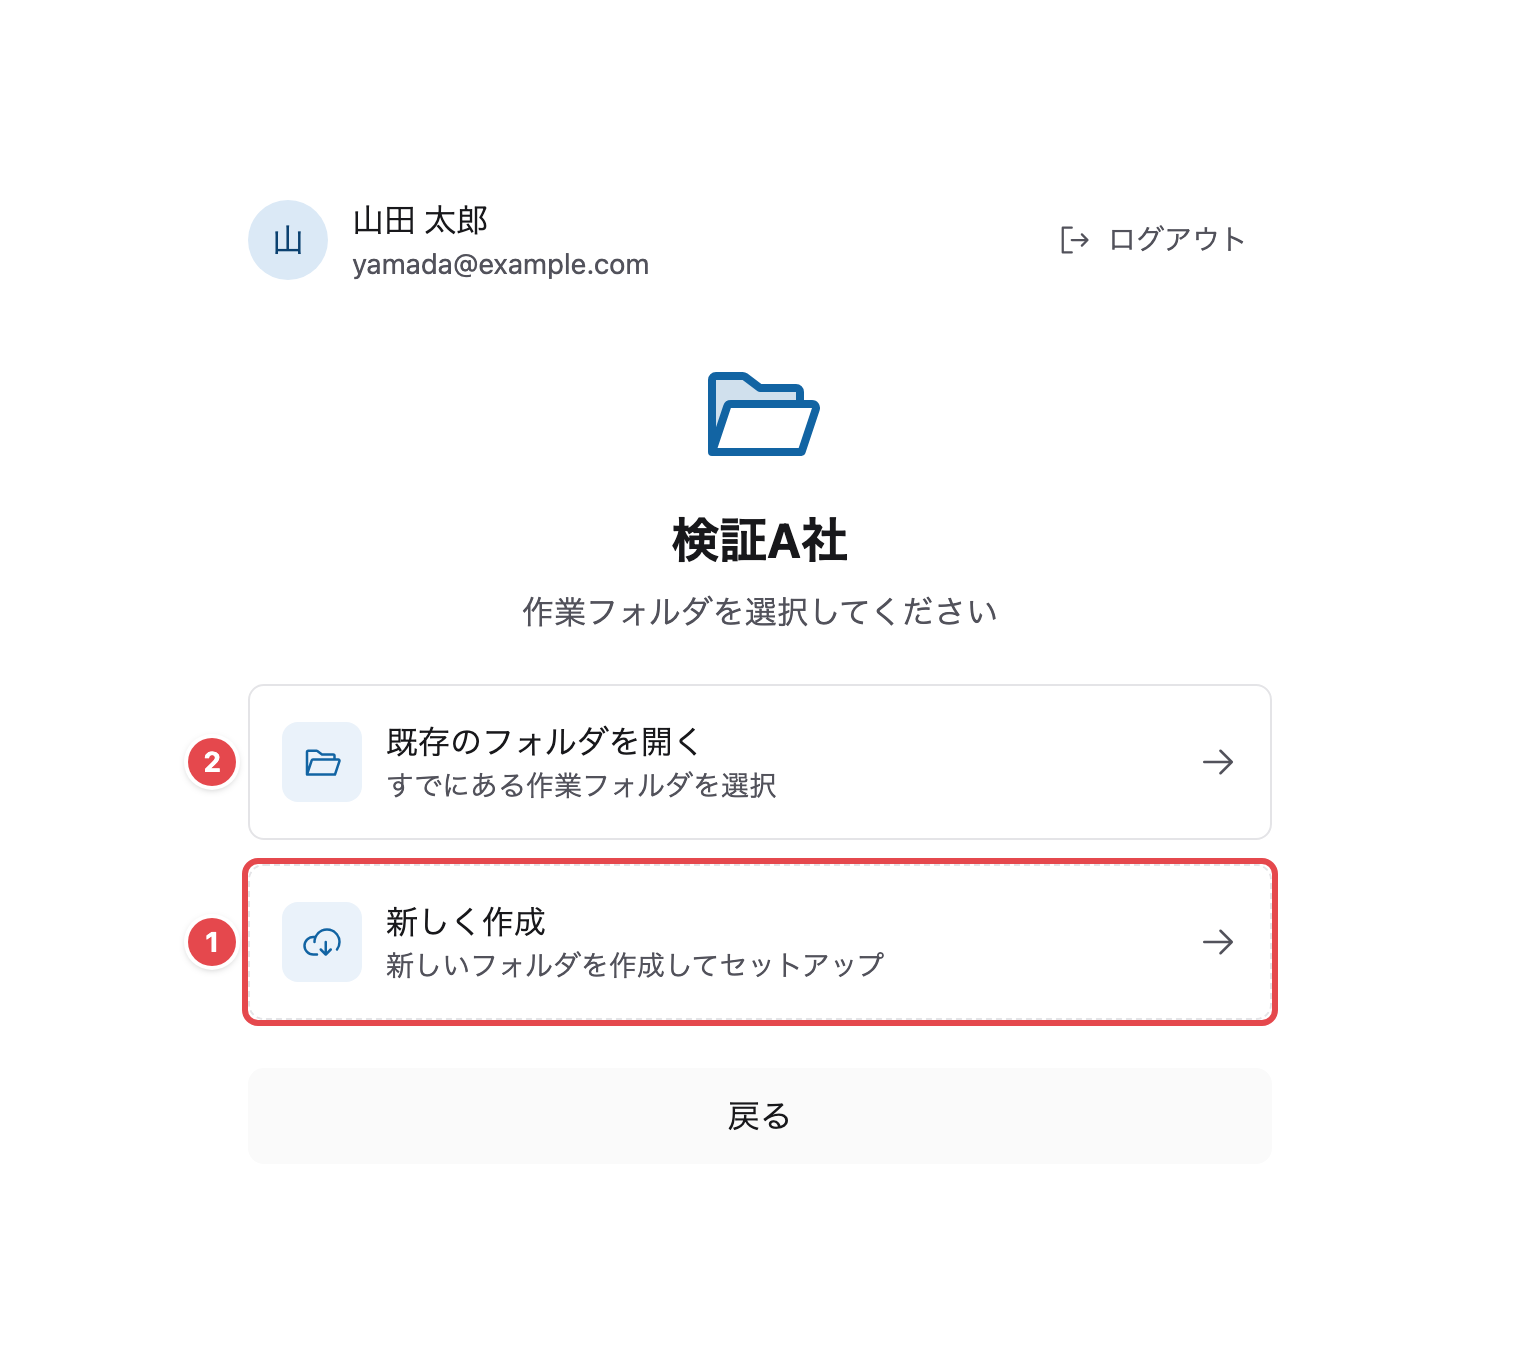 山
山田 太郎
yamada@example.com
ログアウト
検証A社
作業フォルダを選択してください
2
既存のフォルダを開く
すでにある作業フォルダを選択
1
新しく作成
新しいフォルダを作成してセットアップ
戻る